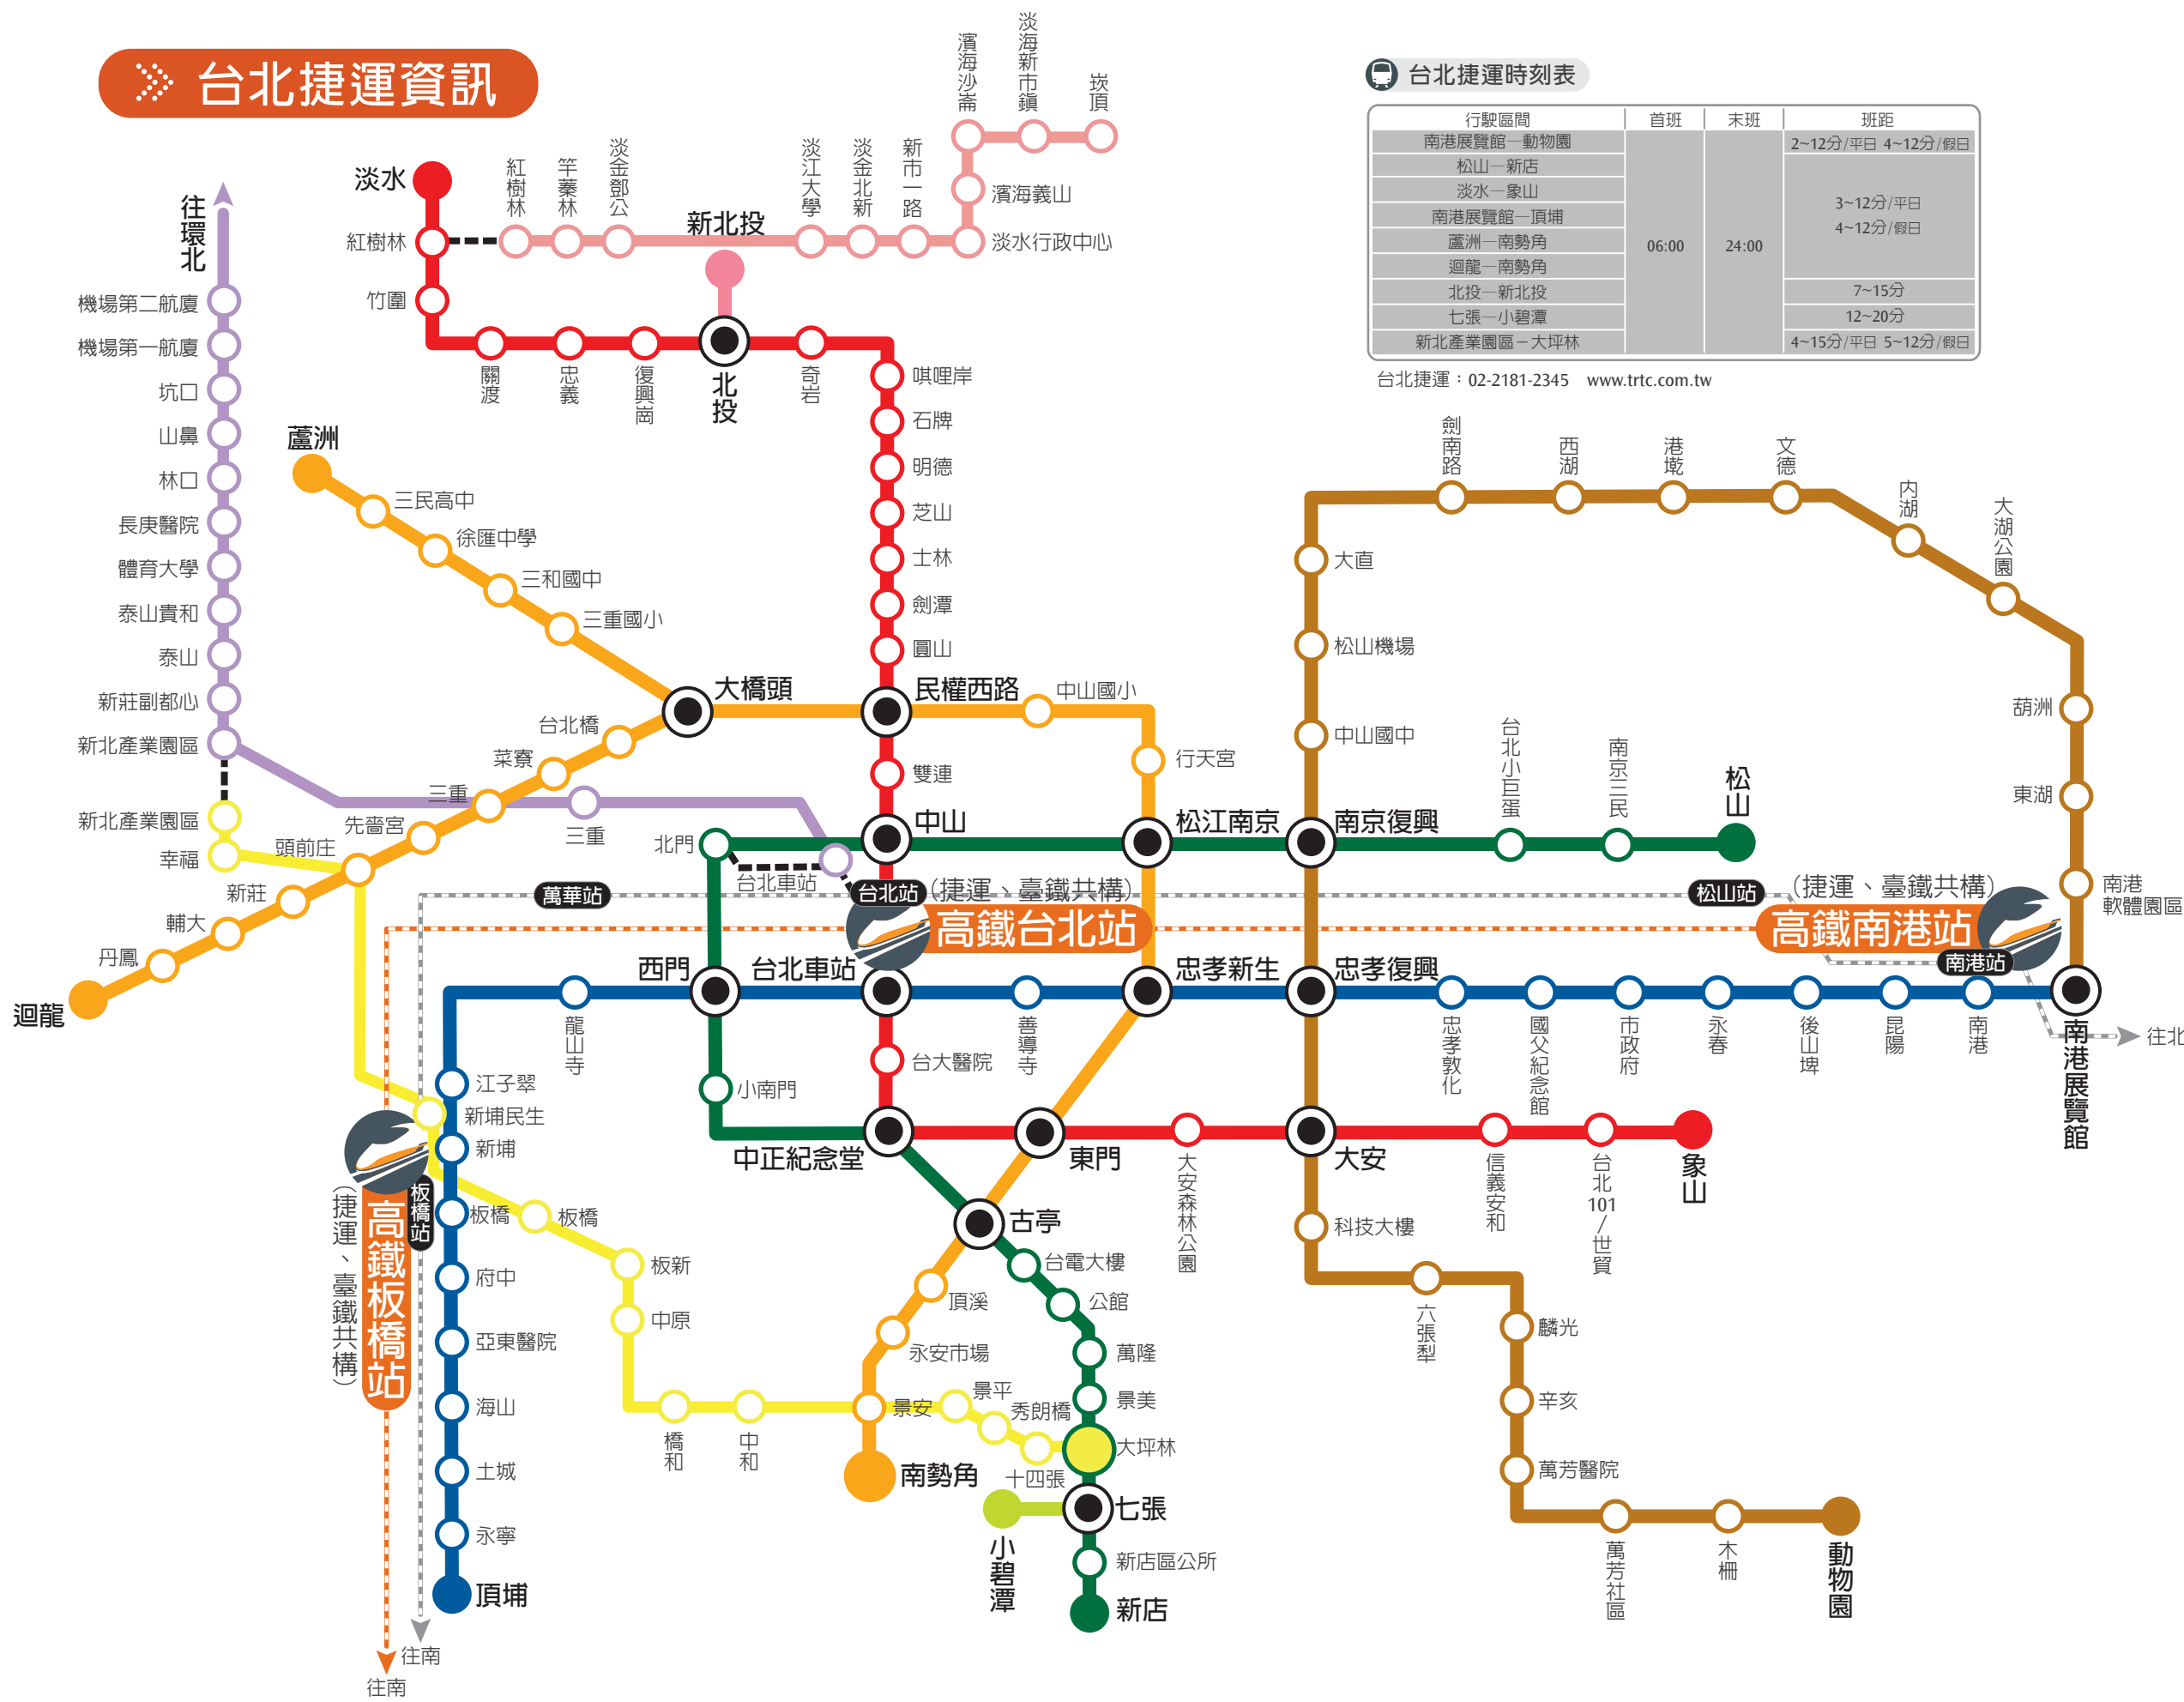 台北捷運資訊
台北捷運時刻表
行駛區間 首班 末班 班距
南港展覽館—動物園 2~12分/平日 4~12分/假日
松山—新店
淡水—象山
南港展覽館—頂埔
蘆洲—南勢角
迴龍—南勢角
北投—新北投
七張—小碧潭
新北產業園區－大坪林
06:00
24:00
3~12分/平日
4~12分/假日
7~15分
12~20分
4~15分/平日 5~12分/假日
台北捷運：02-2181-2345 www.trtc.com.tw
往環北
機場第二航廈
機場第一航廈
坑口
山鼻
林口
長庚醫院
體育大學
泰山貴和
泰山
新莊副都心
新北產業園區
三重
台北車站
淡水
紅樹林
竹圍
關渡
忠義
復興崗
北投
新北投
奇岩
唭哩岸
石牌
明德
芝山
士林
劍潭
圓山
民權西路
雙連
中山
台北車站
台大醫院
中正紀念堂
東門
大安森林公園
大安
信義安和
台北101/世貿
象山
紅樹林
竿蓁林
淡金鄧公
淡江大學
淡金北新
新市一路
淡水行政中心
濱海義山
濱海沙崙
淡海新市鎮
崁頂
蘆洲
三民高中
徐匯中學
三和國中
三重國小
大橋頭
台北橋
菜寮
三重
先嗇宮
頭前庄
新莊
輔大
丹鳳
迴龍
中山國小
行天宮
松江南京
忠孝新生
古亭
頂溪
永安市場
景安
南勢角
新北產業園區
幸福
新埔民生
板橋
板新
中原
橋和
中和
景平
秀朗橋
十四張
大坪林
松山
南京三民
台北小巨蛋
南京復興
北門
西門
小南門
台電大樓
公館
萬隆
景美
七張
小碧潭
新店區公所
新店
頂埔
永寧
土城
海山
亞東醫院
府中
板橋
新埔
江子翠
龍山寺
善導寺
忠孝復興
忠孝敦化
國父紀念館
市政府
永春
後山埤
昆陽
南港
南港展覽館
南港
軟體園區
東湖
葫洲
大湖公園
內湖
文德
港墘
西湖
劍南路
大直
松山機場
中山國中
科技大樓
六張犁
麟光
辛亥
萬芳醫院
萬芳社區
木柵
動物園
萬華站
台北站
(捷運、臺鐵共構)
高鐵台北站
松山站
(捷運、臺鐵共構)
高鐵南港站
南港站
往北
板橋站
高鐵板橋站
(捷運、臺鐵共構)
往南
往南